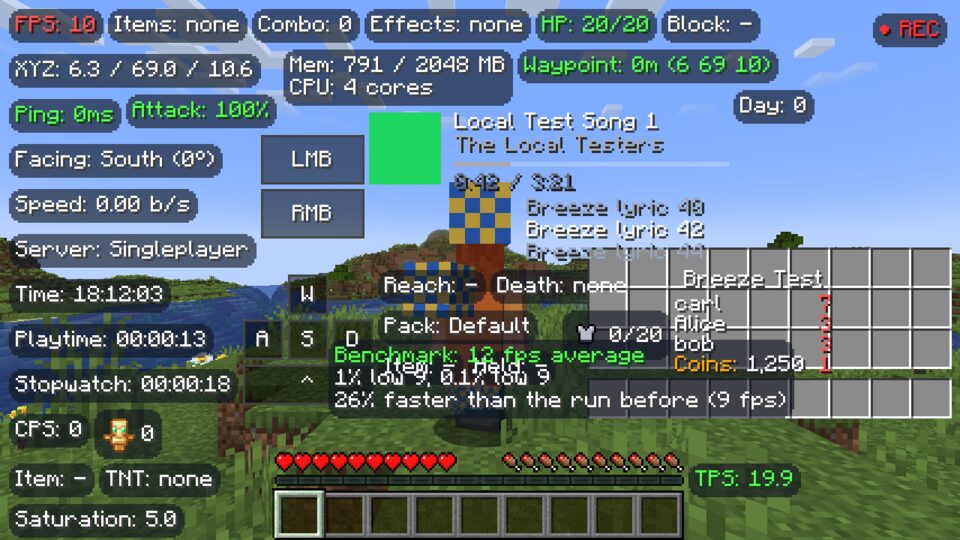 FPS: 10 Items: none Combo: 0 Effects: none HP: 20/20 Block: -
REC
XYZ: 6.3 / 69.0 / 10.6
Mem: 791 / 2048 MB
CPU: 4 cores
Waypoint: 0m (6 69 10)
Day: 0
Ping: 0ms
Attack: 100%
Local Test Song 1
The Local Testers
0:42 / 3:21
Facing: South (0°)
LMB
Speed: 0.00 b/s
RMB
Breeze lyric 40
Breeze lyric 42
Breeze lyric 44
Server: Singleplayer
Time: 18:12:03
W
Reach: - Death: none
Breeze Test
carl 7
Alice 3
bob 3
Coins: 1,250 1
Playtime: 00:00:13
A S D
Pack: Default
0/20
Benchmark: 12 fps average
1% low 9, 0.1% low 9
26% faster than the run before (9 fps)
Stopwatch: 00:00:18
^
CPS: 0
0
Item: - TNT: none
TPS: 19.9
Saturation: 5.0